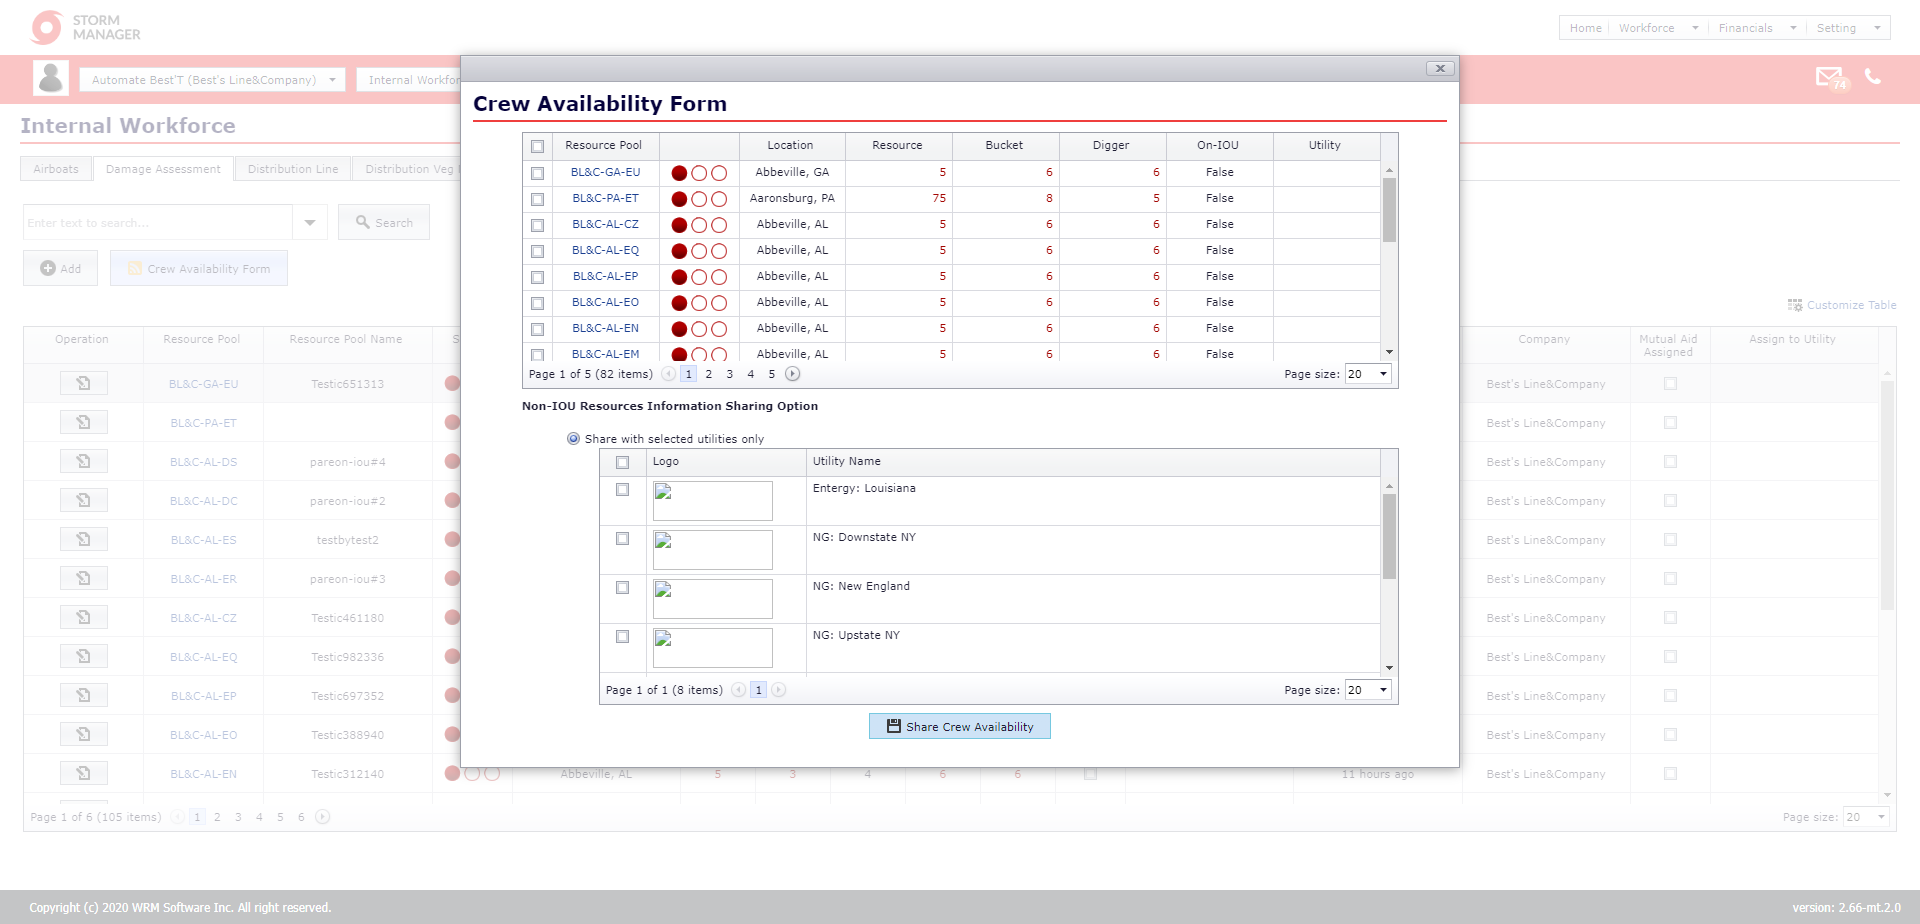 STORM
MANAGER
Home Workforce Financials Setting
Automate Best'T (Best's Line&Company) Internal
74
Internal Workforce
Airboats Damage Assessment Distribution Line Distribution Veg
Enter text to search... Search
Add Crew Availability Form
Customize Table
Operation Resource Pool Resource Pool Name Company Mutual Aid Assigned Assign to Utility
BL&C-GA-EU Testic651313 Best's Line&Company
BL&C-PA-ET Best's Line&Company
BL&C-AL-DS pareon-iou#4 Best's Line&Company
BL&C-AL-DC pareon-iou#2 Best's Line&Company
BL&C-AL-ES testbytest2 Best's Line&Company
BL&C-AL-ER pareon-iou#3 Best's Line&Company
BL&C-AL-CZ Testic461180 Best's Line&Company
BL&C-AL-EQ Testic982336 Best's Line&Company
BL&C-AL-EP Testic697352 Best's Line&Company
BL&C-AL-EO Testic388940 Best's Line&Company
BL&C-AL-EN Testic312140 Abbeville, AL 5 3 4 6 6 11 hours ago Best's Line&Company
Page 1 of 6 (105 items) 1 2 3 4 5 6 Page size: 20
Crew Availability Form
Resource Pool Location Resource Bucket Digger On-IOU Utility
BL&C-GA-EU Abbeville, GA 5 6 6 False
BL&C-PA-ET Aaronsburg, PA 75 8 5 False
BL&C-AL-CZ Abbeville, AL 5 6 6 False
BL&C-AL-EQ Abbeville, AL 5 6 6 False
BL&C-AL-EP Abbeville, AL 5 6 6 False
BL&C-AL-EO Abbeville, AL 5 6 6 False
BL&C-AL-EN Abbeville, AL 5 6 6 False
BL&C-AL-EM Abbeville, AL 5 6 6 False
Page 1 of 5 (82 items) 1 2 3 4 5 Page size: 20
Non-IOU Resources Information Sharing Option
Share with selected utilities only
Logo Utility Name
Entergy: Louisiana
NG: Downstate NY
NG: New England
NG: Upstate NY
Page 1 of 1 (8 items) 1 Page size: 20
Share Crew Availability
Copyright (c) 2020 WRM Software Inc. All right reserved. version: 2.66-mt.2.0